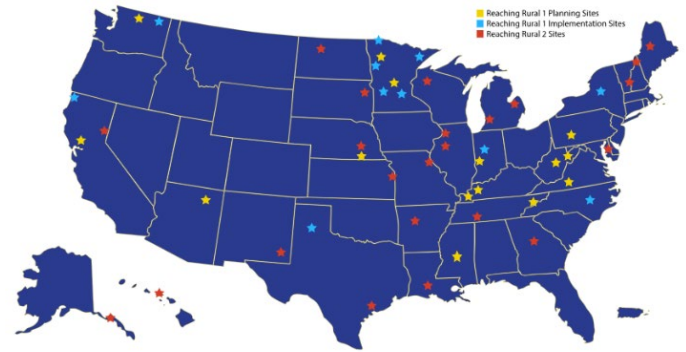 Reaching Rural 1 Planning Sites
Reaching Rural 1 Implementation Sites
Reaching Rural 2 Sites